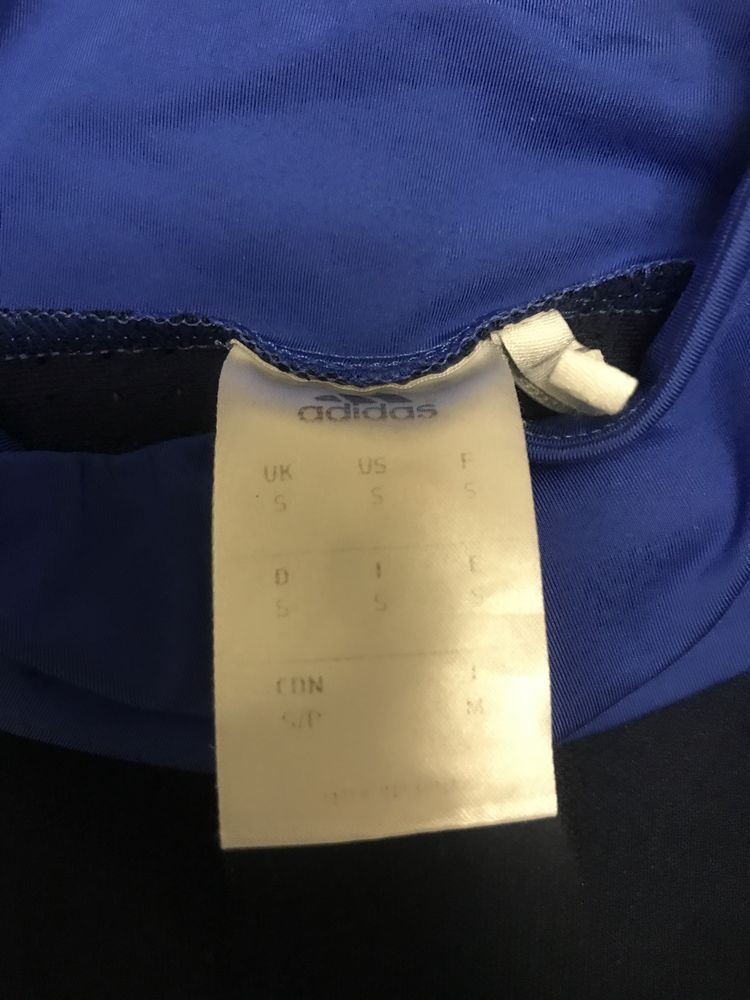 adidas
UK US F
S S S
D I E
S S S
CDN
S/P M